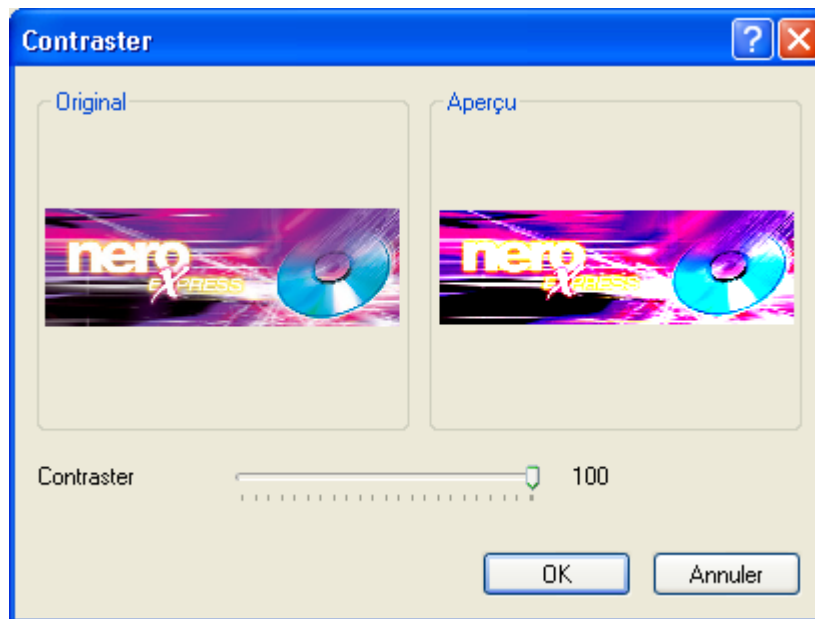 Contraster
Original
Aperçu
nero
EXPRESS
nero
EXPRESS
Contraster
100
OK
Annuler